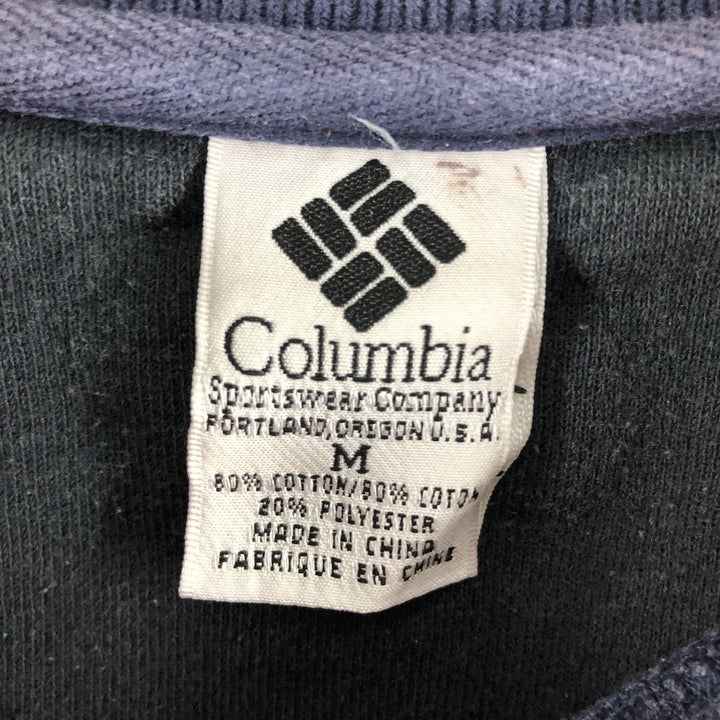 Columbia
Sportswear Company
PORTLAND, OREGON U.S.A.
M
80% COTTON/80% COTON
20% POLYESTER
MADE IN CHINA
FABRIQUE EN CHINE